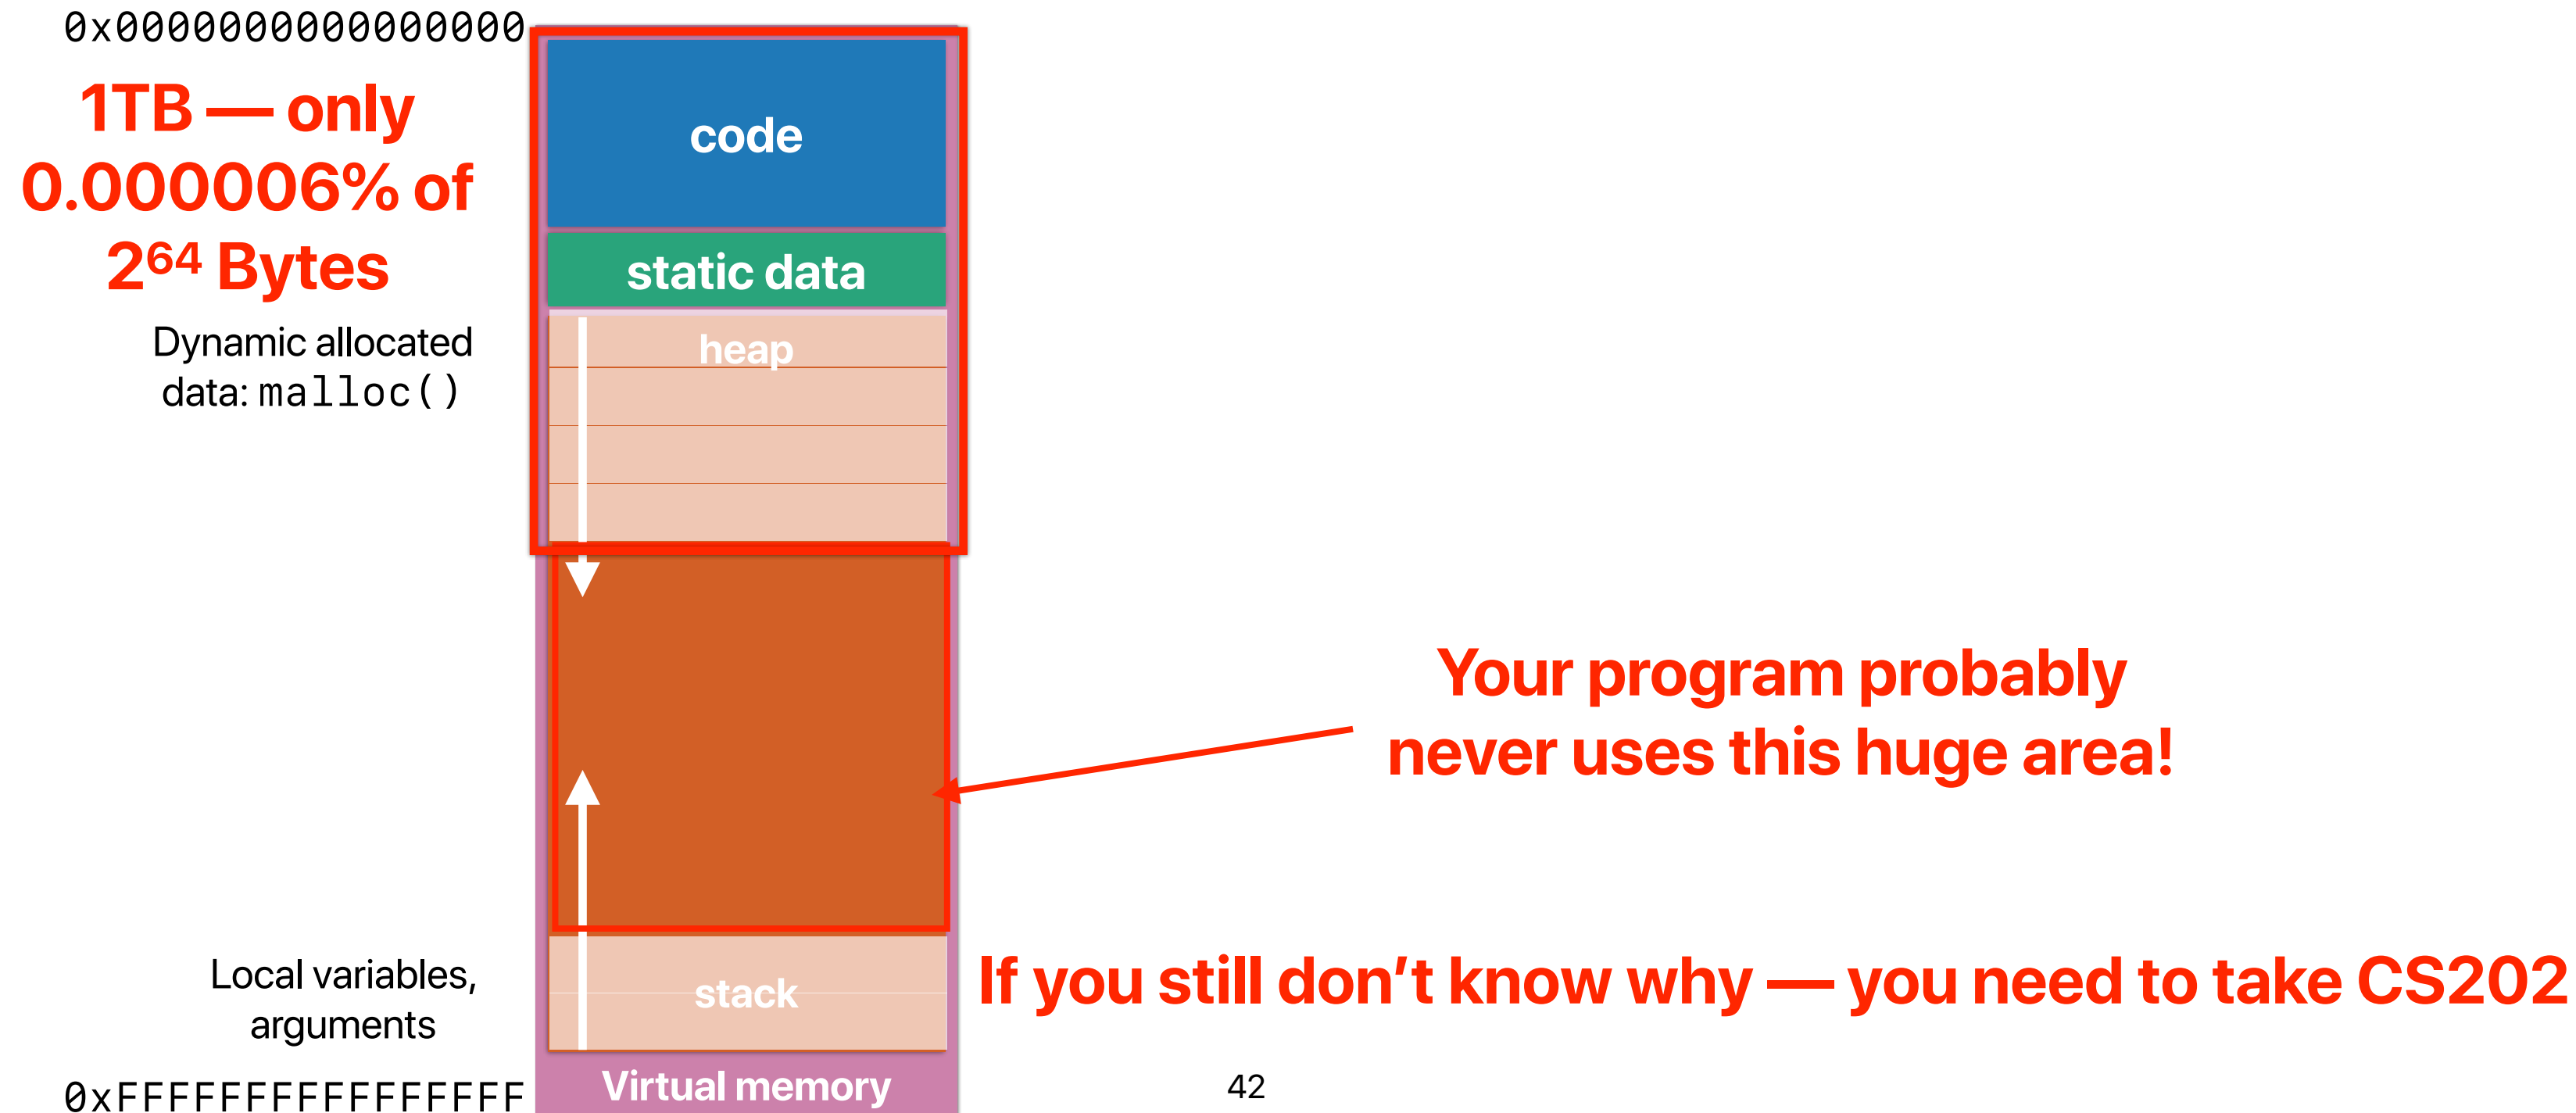 0x0000000000000000
1TB — only
0.000006% of
2⁶⁴ Bytes
code
static data
heap
Dynamic allocated
data: malloc()
Your program probably
never uses this huge area!
If you still don’t know why — you need to take CS202
Local variables,
arguments
stack
0xFFFFFFFFFFFFFFFF
Virtual memory
42